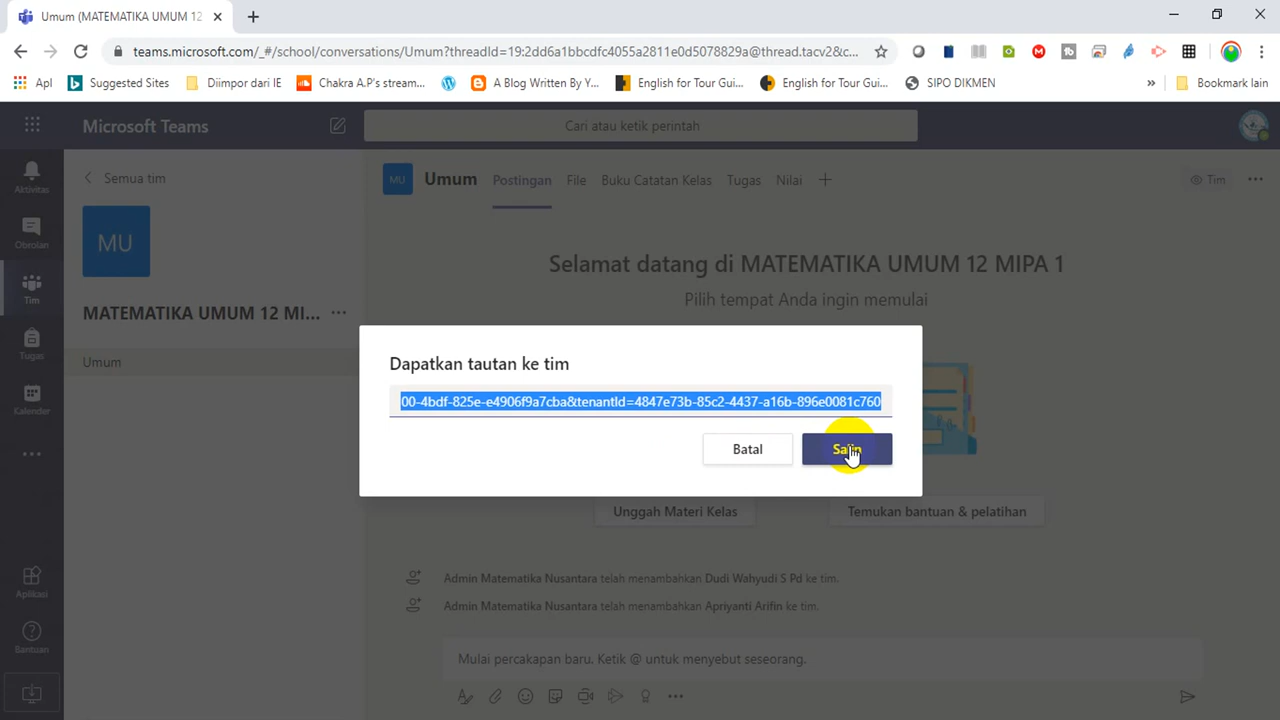 Umum (MATEMATIKA UMUM 12
teams.microsoft.com/_#/school/conversations/Umum?threadId=19:2dd6a1bbcdfc4055a2811e0d5078829a@thread.tacv2&c...
Apl
Suggested Sites
Diimpor dari IE
Chakra A.P's stream...
A Blog Written By Y...
English for Tour Gui...
English for Tour Gui...
SIPO DIKMEN
»
Bookmark lain
Microsoft Teams
Cari atau ketik perintah
Aktivitas
Obrolan
Tim
Tugas
Kalender
Aplikasi
Bantuan
Semua tim
MU
MATEMATIKA UMUM 12 MI...
Umum
MU
Umum
Postingan
File
Buku Catatan Kelas
Tugas
Nilai
Tim
Selamat datang di MATEMATIKA UMUM 12 MIPA 1
Pilih tempat Anda ingin memulai
Dapatkan tautan ke tim
00-4bdf-825e-e4906f9a7cba&tenantId=4847e73b-85c2-4437-a16b-896e0081c760
Batal
Salin
Unggah Materi Kelas
Temukan bantuan & pelatihan
Admin Matematika Nusantara telah menambahkan Dudi Wahyudi S Pd ke tim.
Admin Matematika Nusantara telah menambahkan Apriyanti Arifin ke tim.
Mulai percakapan baru. Ketik @ untuk menyebut seseorang.